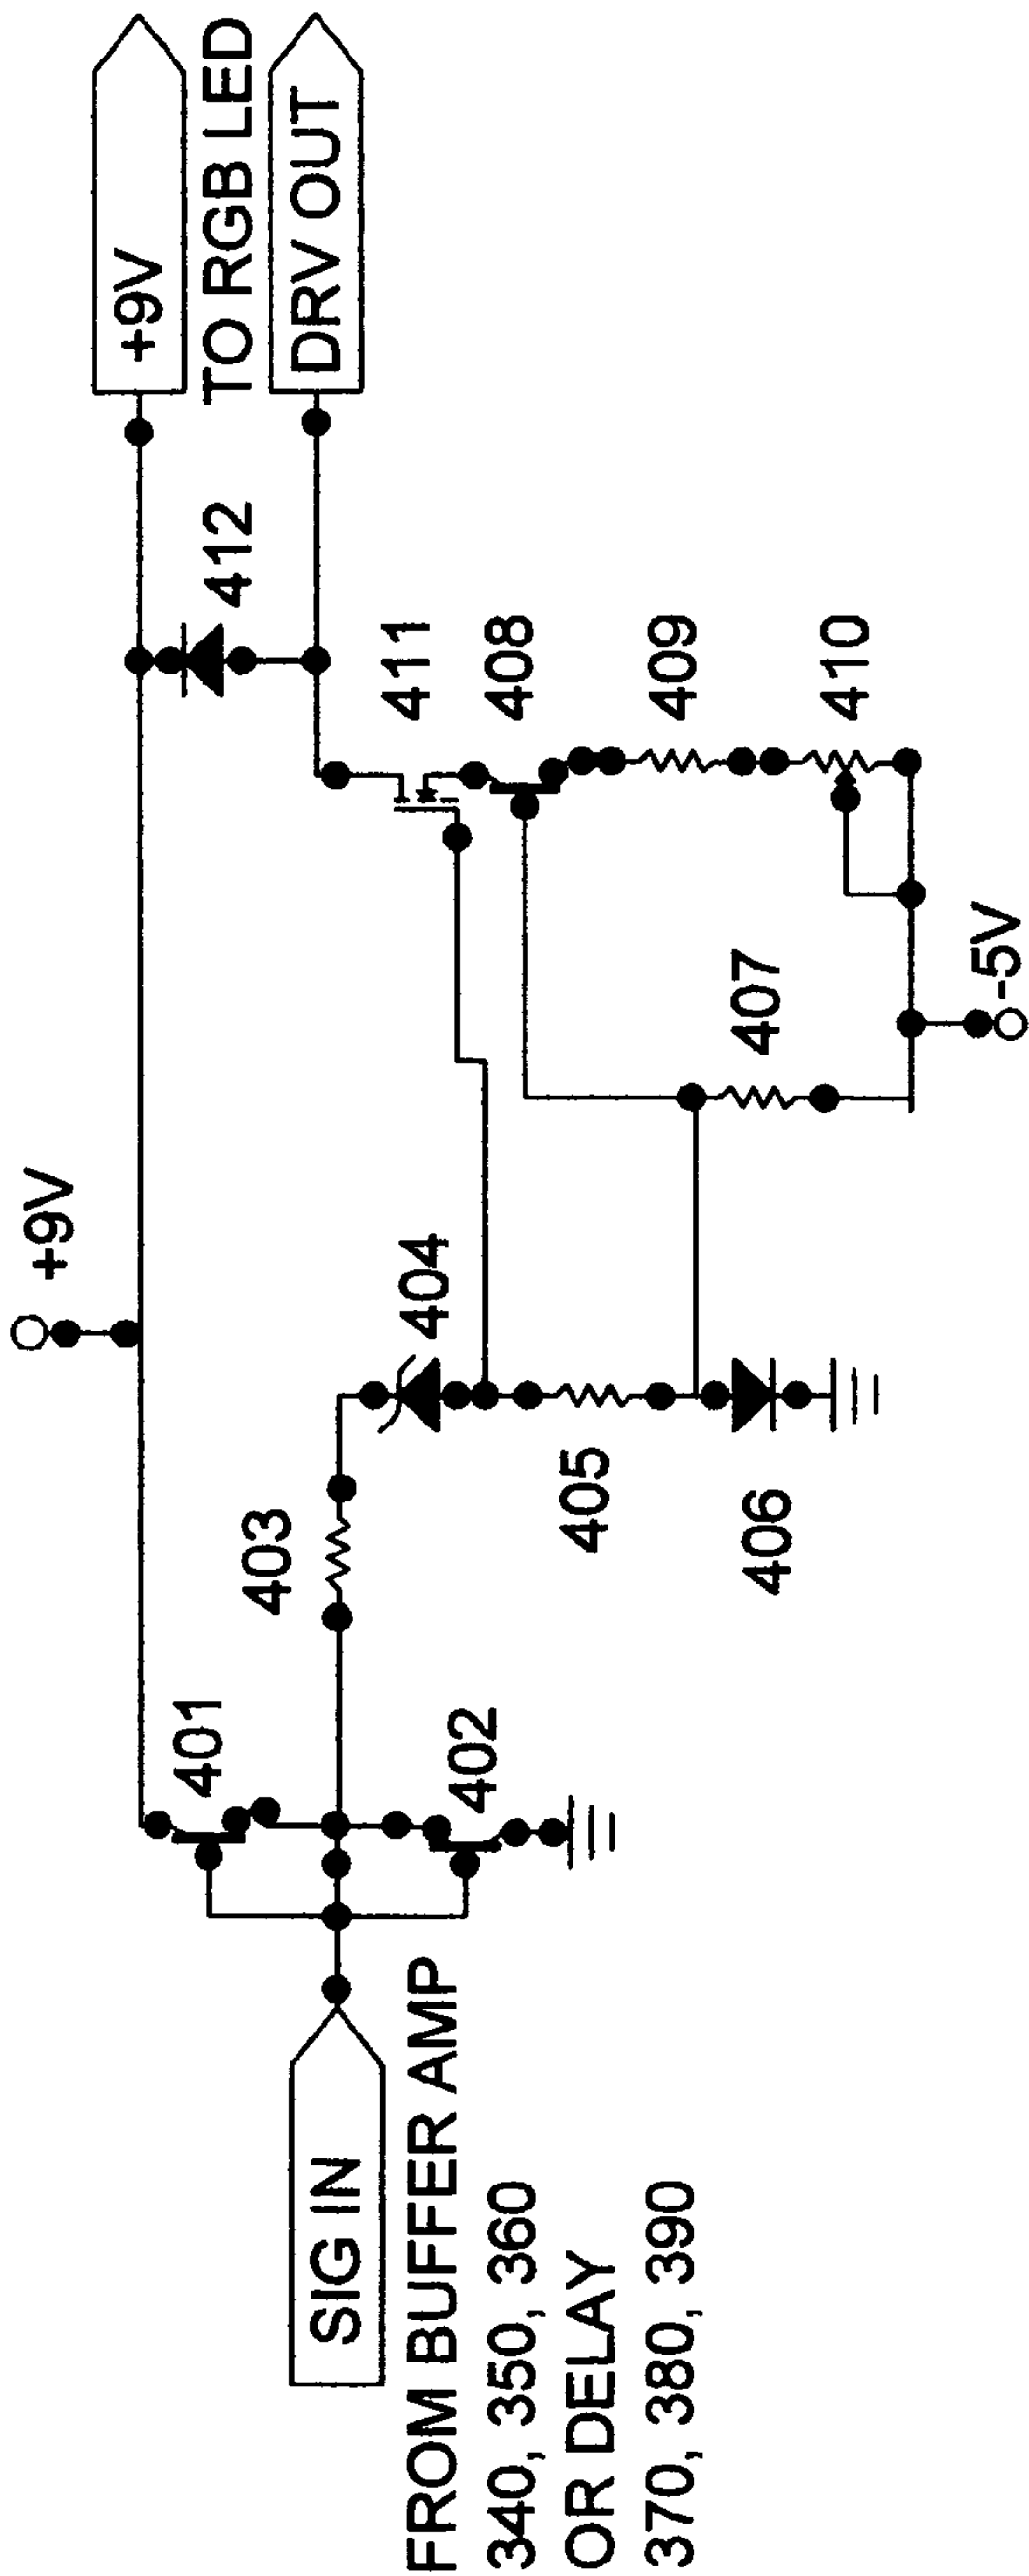 +9V
+9V
TO RGB LED
DRV OUT
412
401
403
404
411
408
409
410
SIG IN
FROM BUFFER AMP
340, 350, 360
OR DELAY
370, 380, 390
402
405
406
407
-5V